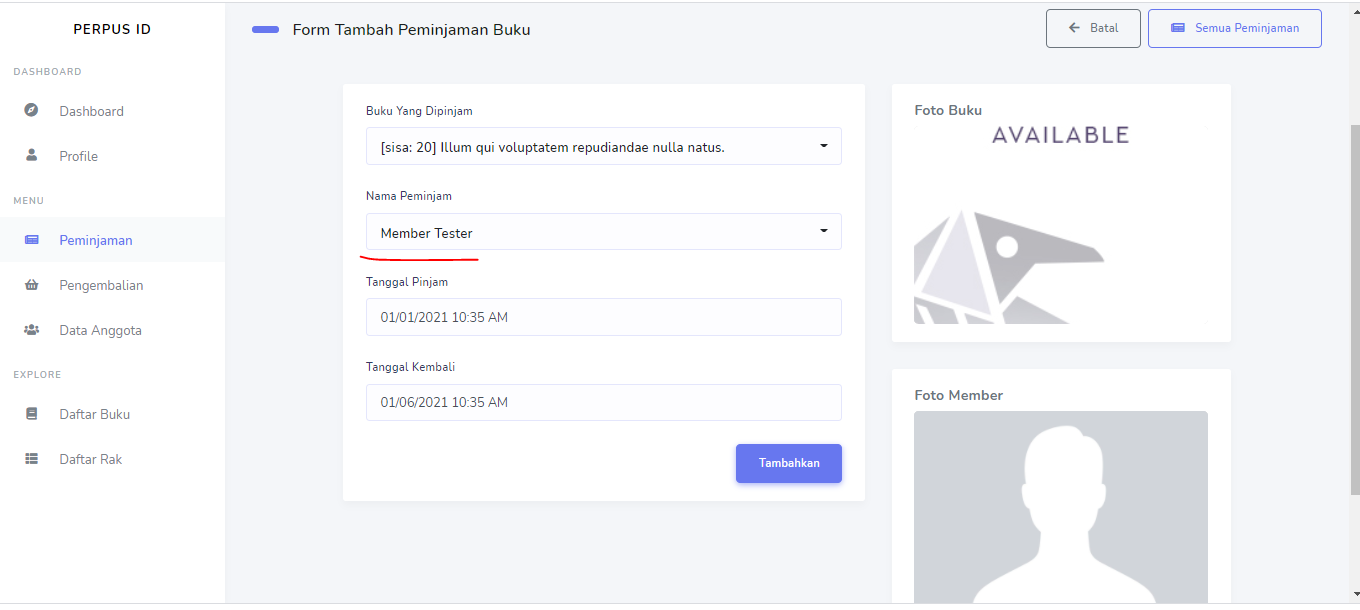 PERPUS ID
DASHBOARD
Dashboard
Profile
MENU
Peminjaman
Pengembalian
Data Anggota
EXPLORE
Daftar Buku
Daftar Rak
Form Tambah Peminjaman Buku
Batal
Semua Peminjaman
Buku Yang Dipinjam
[sisa: 20] Illum qui voluptatem repudiandae nulla natus.
Nama Peminjam
Member Tester
Tanggal Pinjam
01/01/2021 10:35 AM
Tanggal Kembali
01/06/2021 10:35 AM
Tambahkan
Foto Buku
AVAILABLE
Foto Member